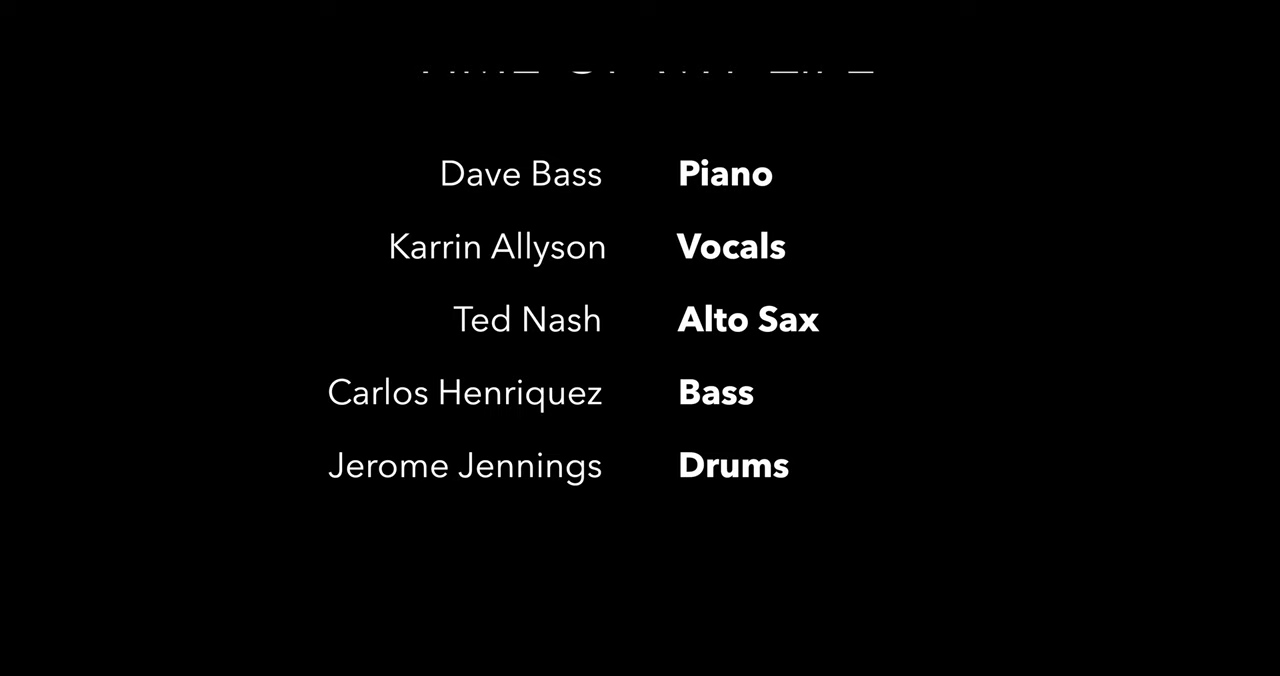 Dave Bass Piano
Karrin Allyson Vocals
Ted Nash Alto Sax
Carlos Henriquez Bass
Jerome Jennings Drums